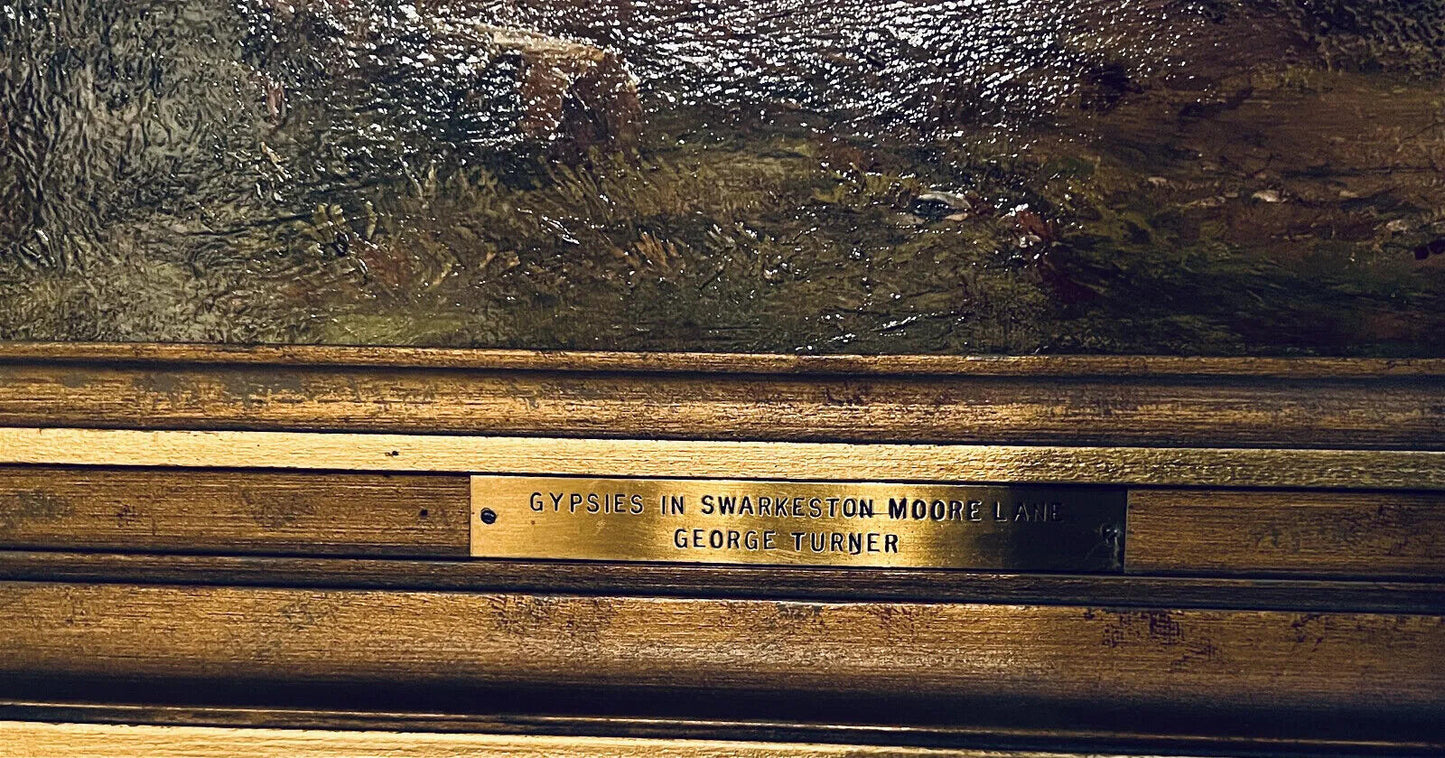 GYPSIES IN SWARKESTON MOORE LANE
GEORGE TURNER